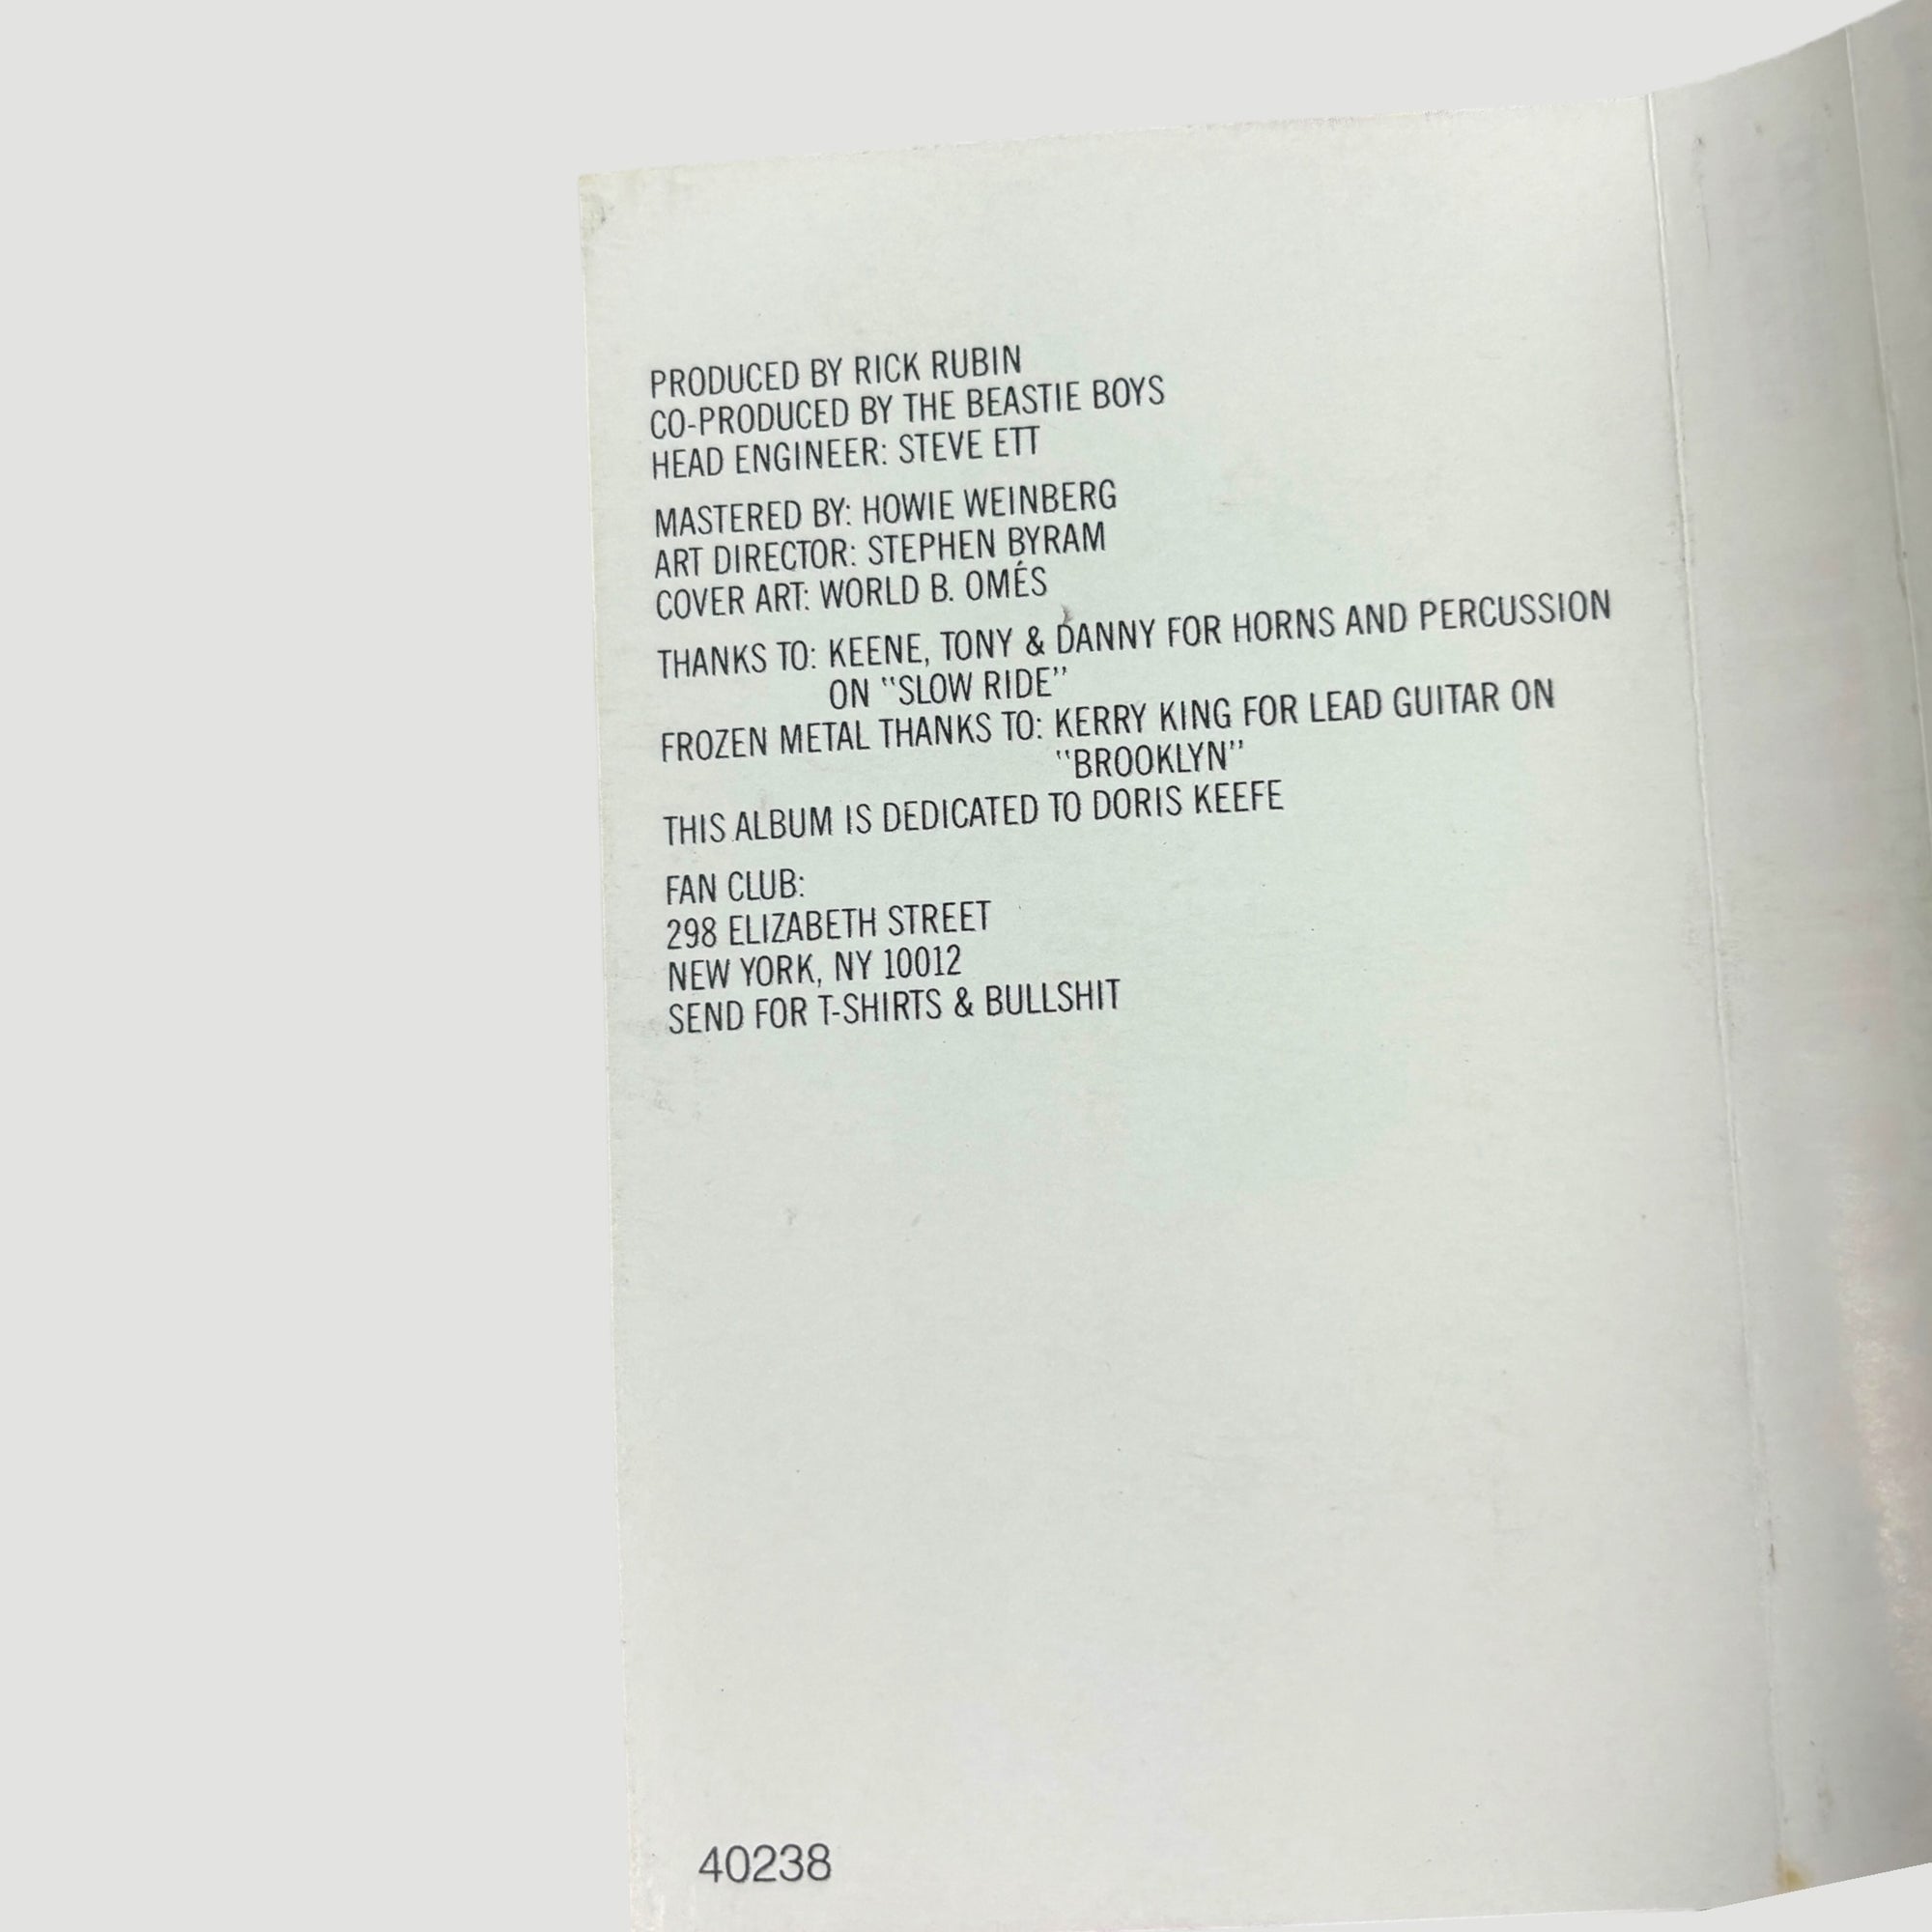 PRODUCED BY RICK RUBIN
CO-PRODUCED BY THE BEASTIE BOYS
HEAD ENGINEER: STEVE ETT
MASTERED BY: HOWIE WEINBERG
ART DIRECTOR: STEPHEN BYRAM
COVER ART: WORLD B. OMÉS
THANKS TO: KEENE, TONY & DANNY FOR HORNS AND PERCUSSION
ON "SLOW RIDE"
FROZEN METAL THANKS TO: KERRY KING FOR LEAD GUITAR ON
"BROOKLYN"
THIS ALBUM IS DEDICATED TO DORIS KEEFE
FAN CLUB:
298 ELIZABETH STREET
NEW YORK, NY 10012
SEND FOR T-SHIRTS & BULLSHIT
40238